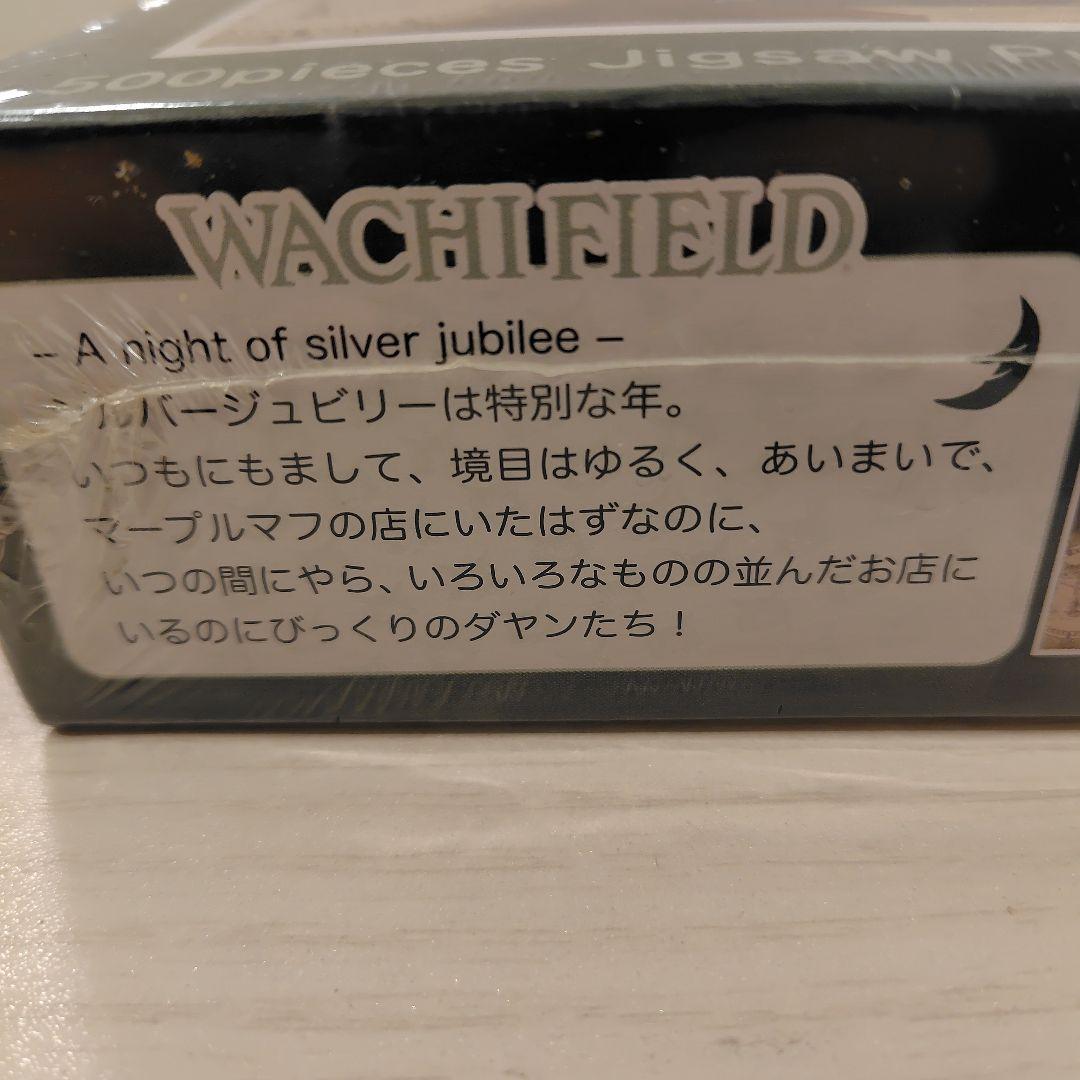 500pieces Jigsaw
WACHIFIELD
– A night of silver jubilee –
シルバージュビリーは特別な年。
いつもにもまして、境目はゆるく、あいまいで、
マープルマフの店にいたはずなのに、
いつの間にやら、いろいろなものの並んだお店に
いるのにびっくりのダヤンたち！